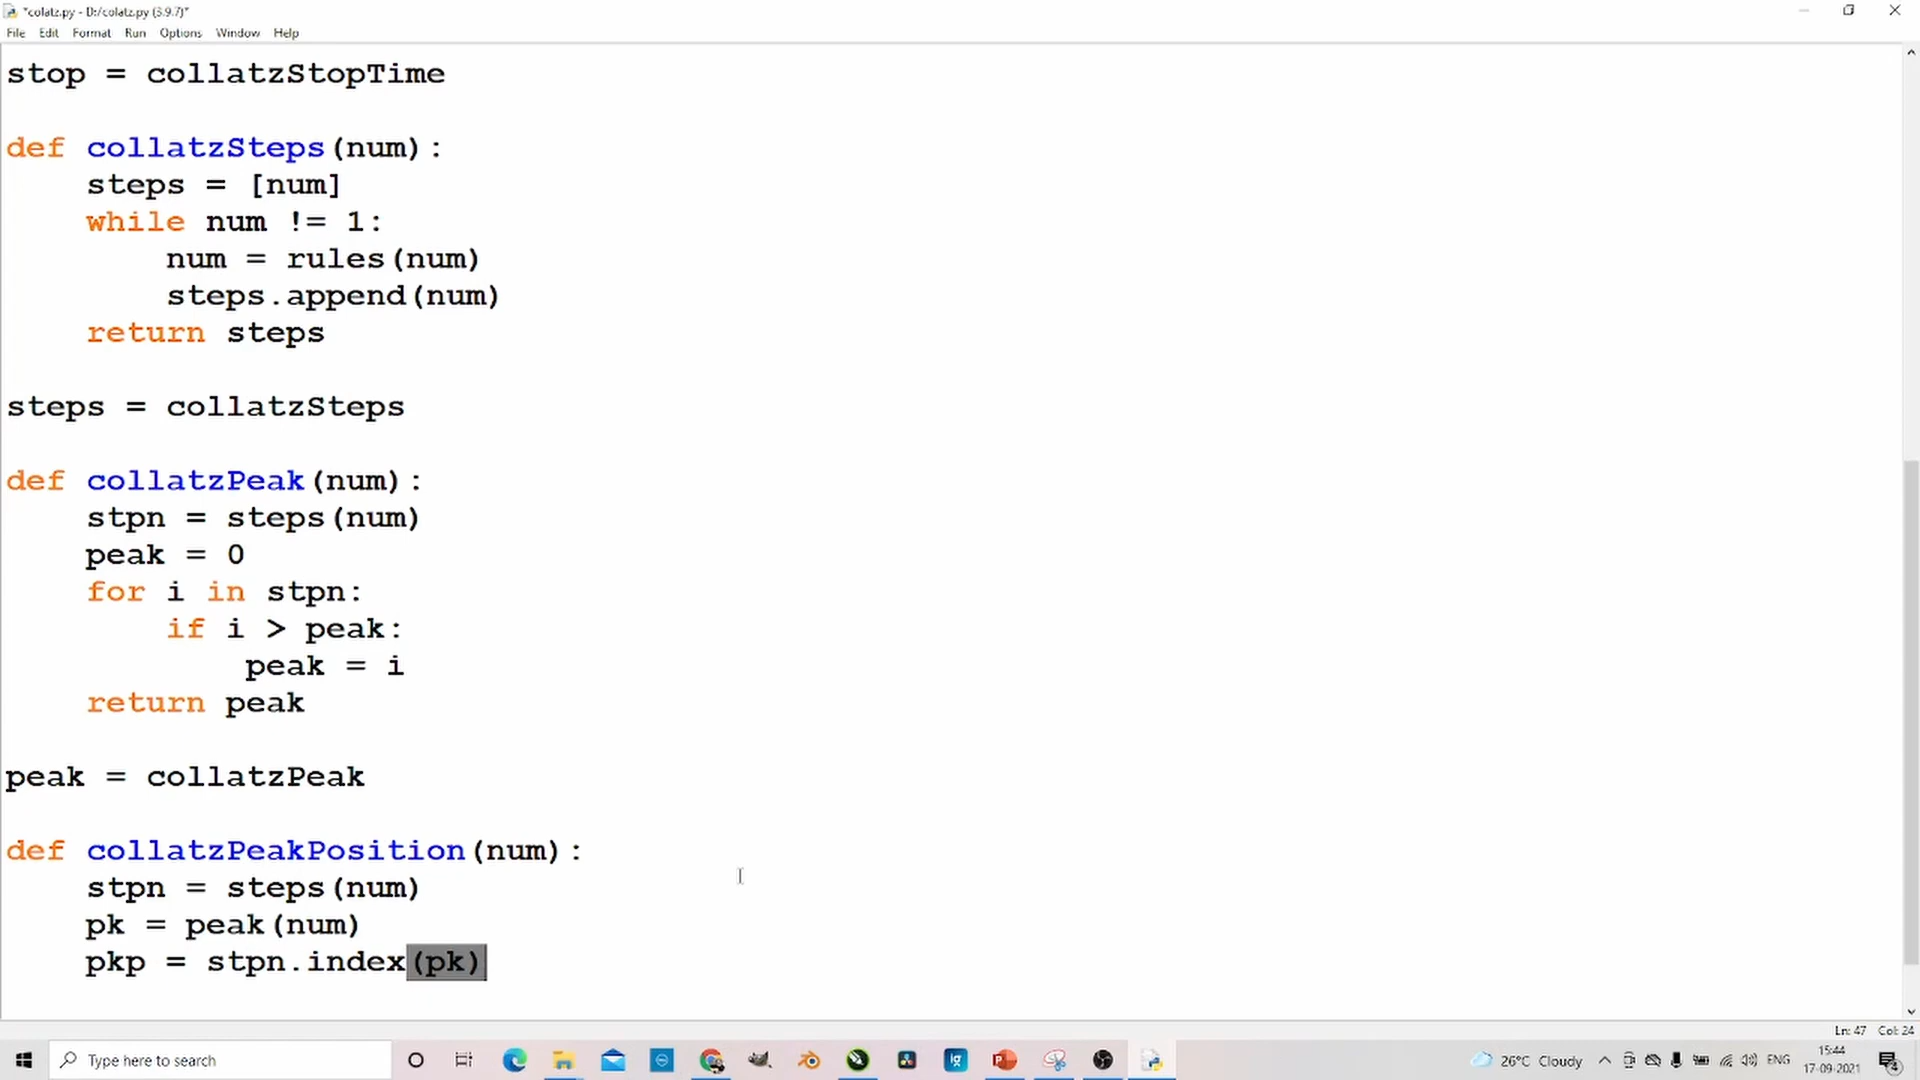 *colatz.py - D:/colatz.py (3.9.7)*
File Edit Format Run Options Window Help
stop = collatzStopTime
def collatzSteps(num):
    steps = [num]
    while num != 1:
        num = rules(num)
        steps.append(num)
    return steps
steps = collatzSteps
def collatzPeak(num):
    stpn = steps(num)
    peak = 0
    for i in stpn:
        if i > peak:
            peak = i
    return peak
peak = collatzPeak
def collatzPeakPosition(num):
    stpn = steps(num)
    pk = peak(num)
    pkp = stpn.index(pk)
Ln: 47 Col: 24
Type here to search
26°C Cloudy
ENG
15:44
17-09-2021